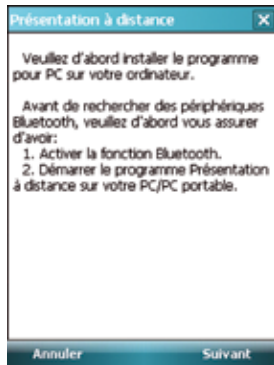 Présentation à distance
Veuillez d'abord installer le programme
pour PC sur votre ordinateur.
Avant de rechercher des périphériques
Bluetooth, veuillez d'abord vous assurer
d'avoir:
1. Activer la fonction Bluetooth.
2. Démarrer le programme Présentation
à distance sur votre PC/PC portable.
Annuler Suivant